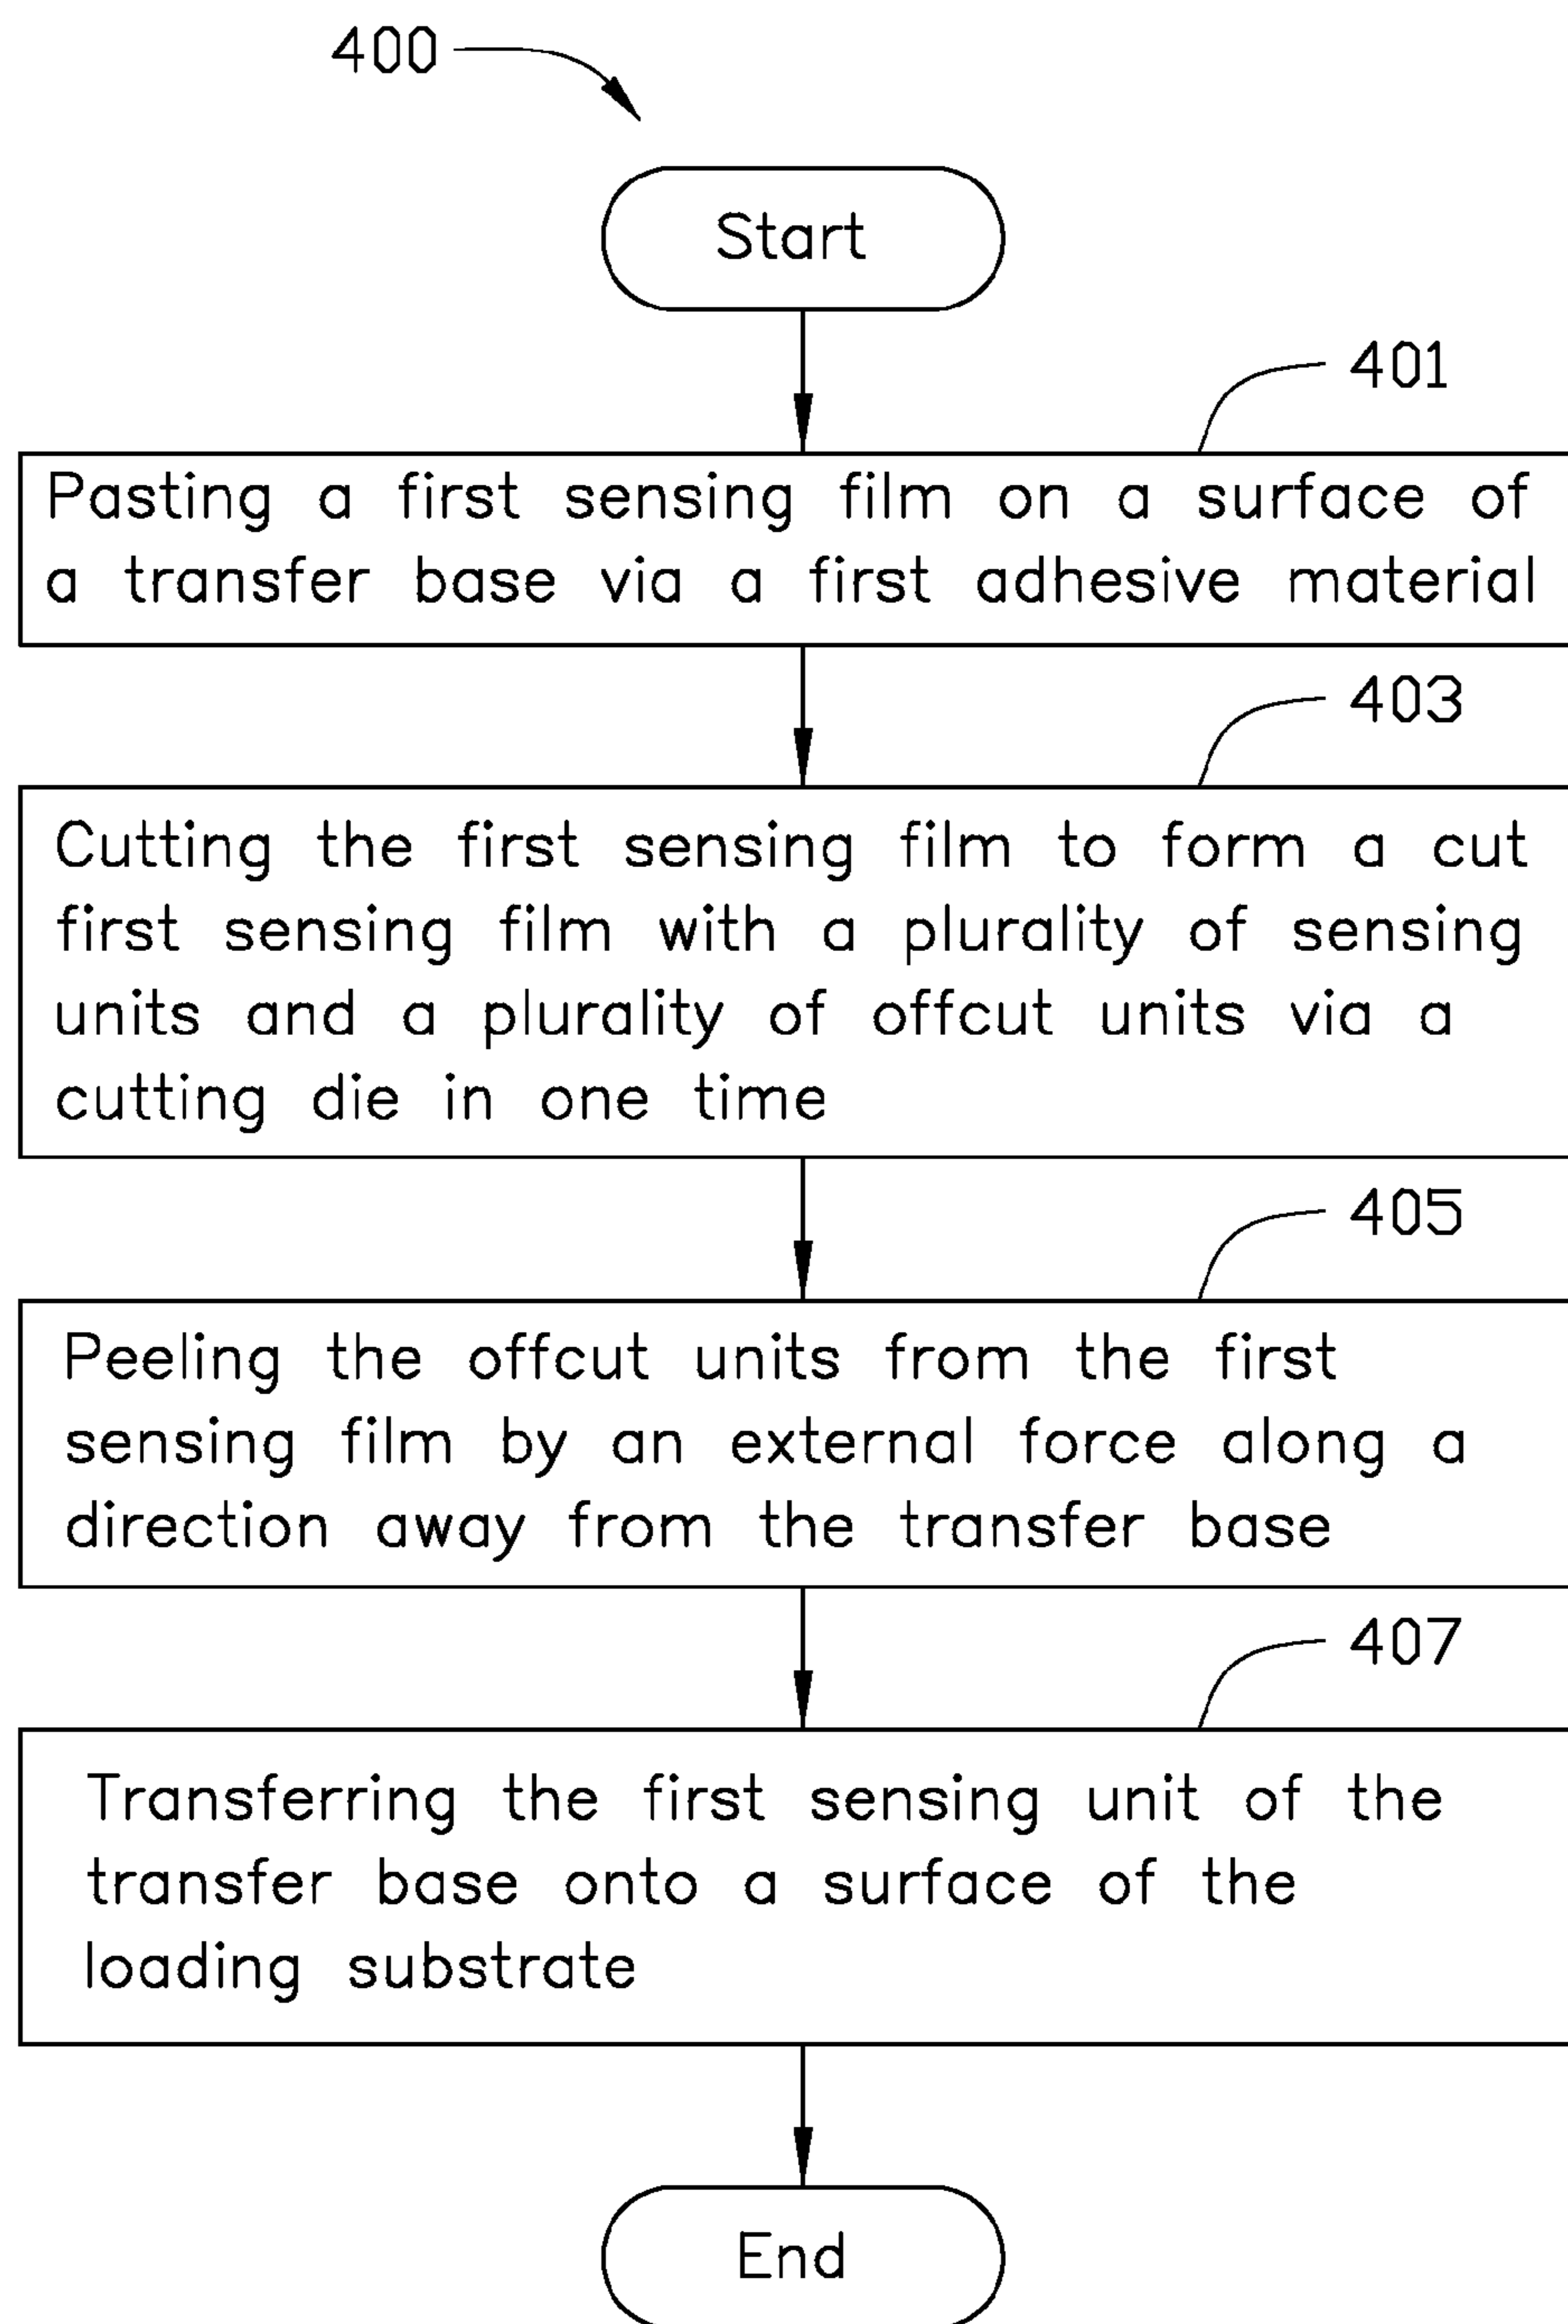 400
Start
401
Pasting a first sensing film on a surface of
a transfer base via a first adhesive material
403
Cutting the first sensing film to form a cut
first sensing film with a plurality of sensing
units and a plurality of offcut units via a
cutting die in one time
405
Peeling the offcut units from the first
sensing film by an external force along a
direction away from the transfer base
407
Transferring the first sensing unit of the
transfer base onto a surface of the
loading substrate
End